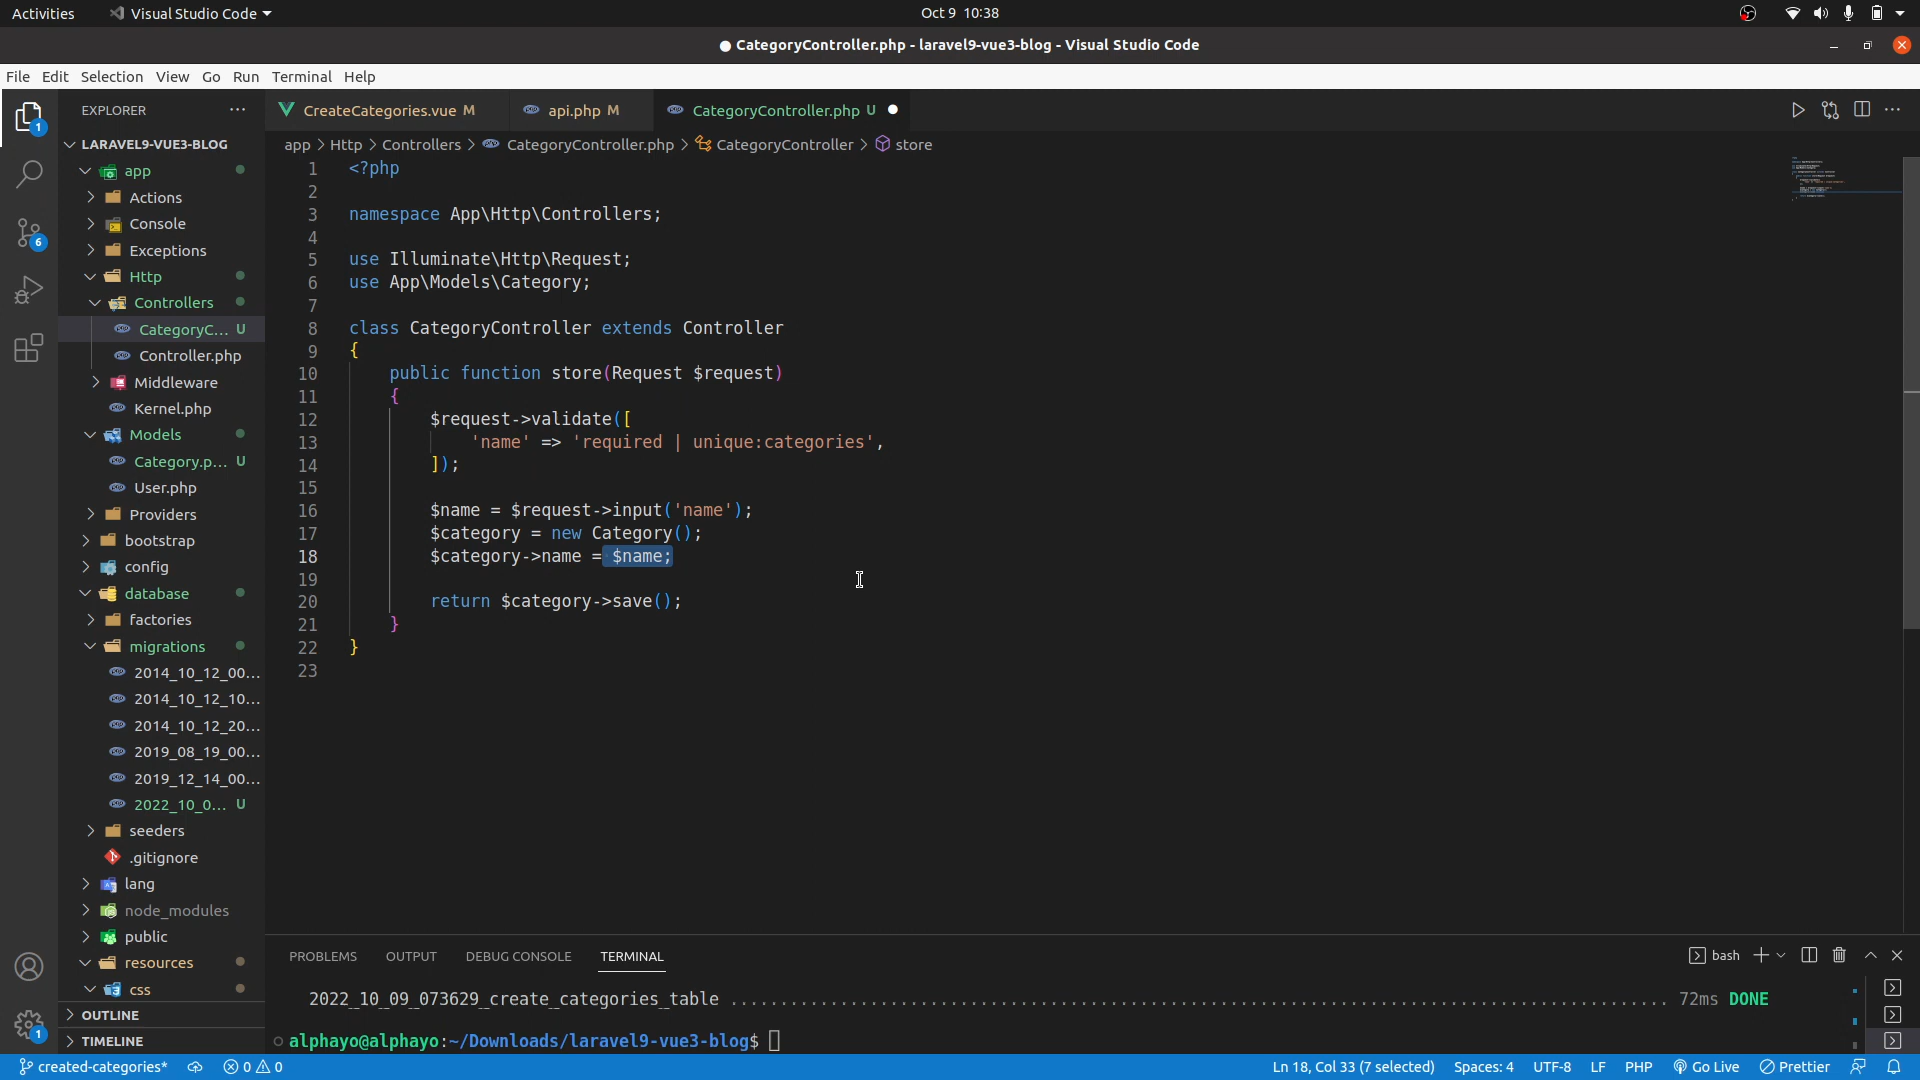 Activities Visual Studio Code Oct 9 10:38
● CategoryController.php - laravel9-vue3-blog - Visual Studio Code
File Edit Selection View Go Run Terminal Help
EXPLORER ···
LARAVEL9-VUE3-BLOG
app
Actions
Console
Exceptions
Http
Controllers
CategoryC... U
Controller.php
Middleware
Kernel.php
Models
Category.p... U
User.php
Providers
bootstrap
config
database
factories
migrations
2014_10_12_00...
2014_10_12_10...
2014_10_12_20...
2019_08_19_00...
2019_12_14_00...
2022_10_0... U
seeders
.gitignore
lang
node_modules
public
resources
css
OUTLINE
TIMELINE
1
6
1
CreateCategories.vue M api.php M CategoryController.php U ●
app > Http > Controllers > CategoryController.php > CategoryController > store
1 <?php
2
3 namespace App\Http\Controllers;
4
5 use Illuminate\Http\Request;
6 use App\Models\Category;
7
8 class CategoryController extends Controller
9 {
10 public function store(Request $request)
11 {
12 $request->validate([
13 'name' => 'required | unique:categories',
14 ]);
15
16 $name = $request->input('name');
17 $category = new Category();
18 $category->name = $name;
19
20 return $category->save();
21 }
22 }
23
PROBLEMS OUTPUT DEBUG CONSOLE TERMINAL bash
2022_10_09_073629_create_categories_table ........................................ 72ms DONE
alphayo@alphayo:~/Downloads/laravel9-vue3-blog$
created-categories* 0 0 Ln 18, Col 33 (7 selected) Spaces: 4 UTF-8 LF PHP Go Live Prettier